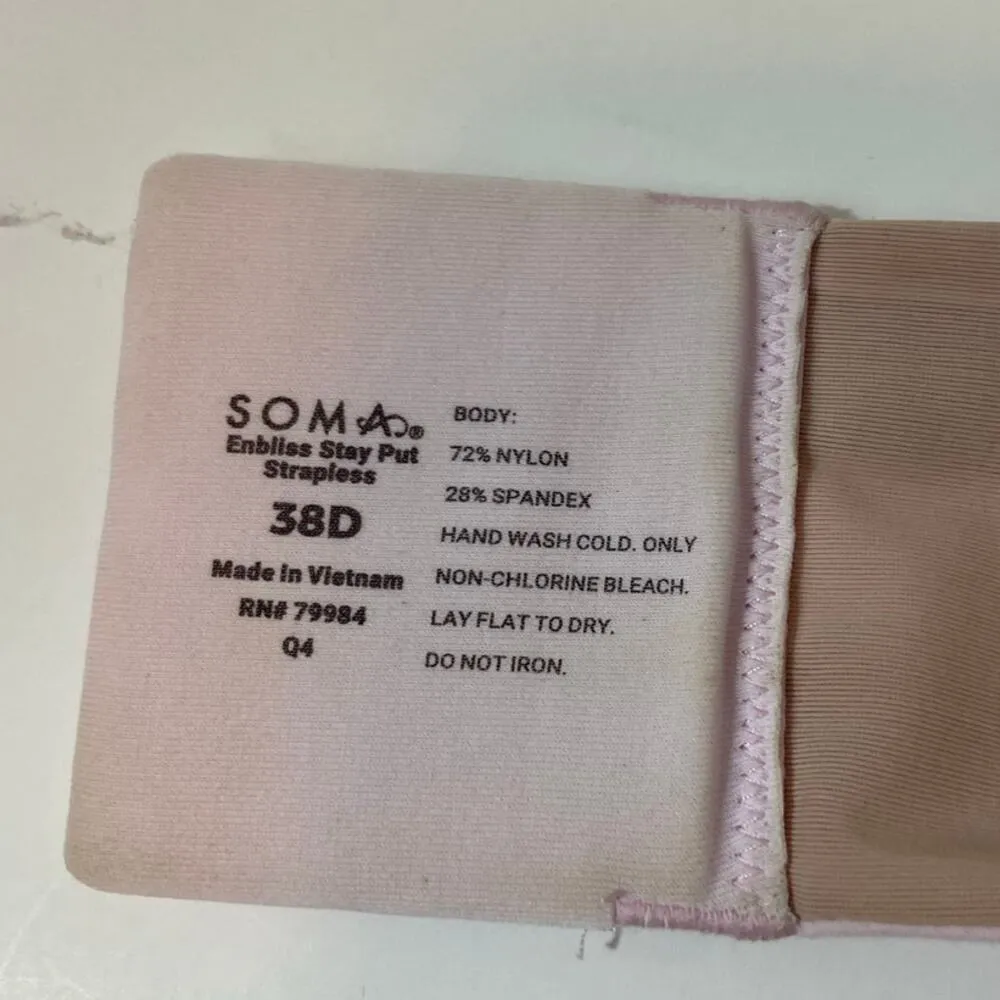 SOMA®
Enbliss Stay Put
Strapless
38D
Made In Vietnam
RN# 79984
Q4
BODY:
72% NYLON
28% SPANDEX
HAND WASH COLD. ONLY
NON-CHLORINE BLEACH.
LAY FLAT TO DRY.
DO NOT IRON.